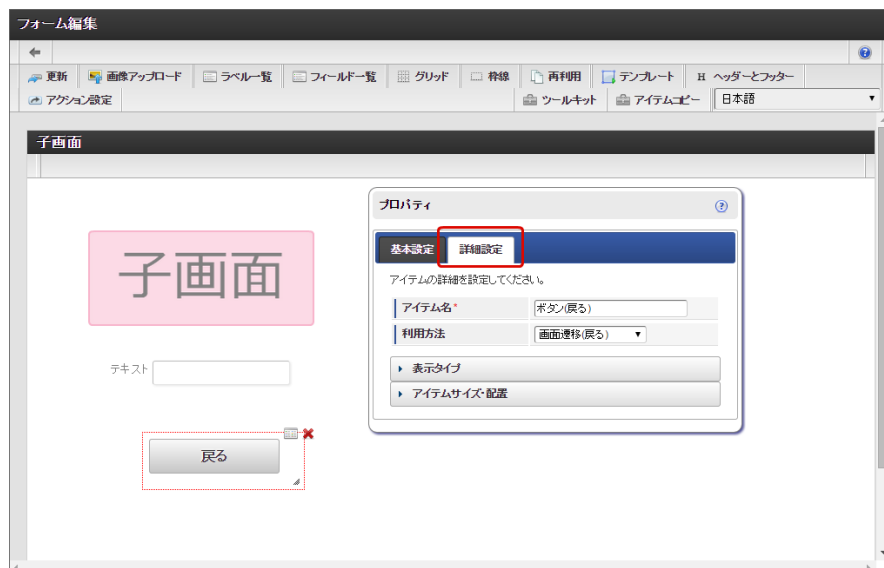 フォーム編集
更新 画像アップロード ラベル一覧 フィールド一覧 グリッド 枠線 再利用 テンプレート H ヘッダーとフッター
アクション設定 ツールキット アイテムコピー 日本語
子画面
プロパティ
基本設定 詳細設定
アイテムの詳細を設定してください。
アイテム名* ボタン(戻る)
利用方法 画面遷移(戻る)
表示タイプ
アイテムサイズ・配置
子画面
テキスト
戻る